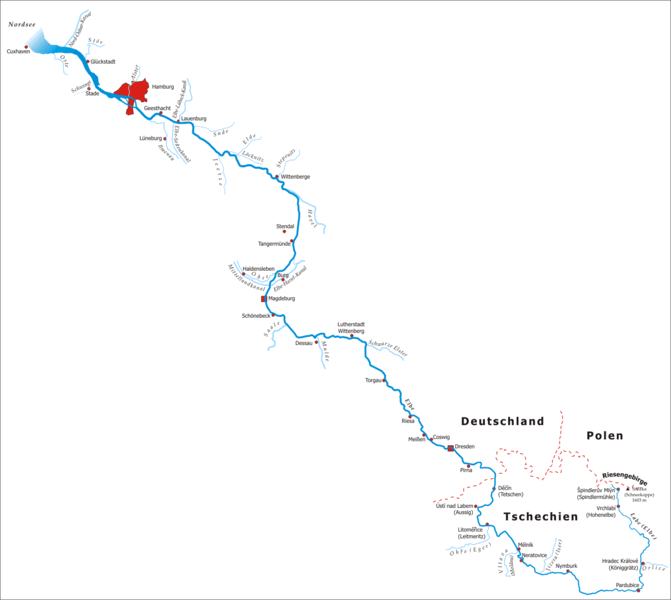 Nordsee
Nord-Ostsee-Kanal
Cuxhaven
Oste
Glückstadt
Schwinge
Stade
Alster
Hamburg
Elbe-Lübeck-Kanal
Geesthacht
Lauenburg
Elbe-Seitenkanal
Lüneburg
Ilmenau
Sude
Elde
Löcknitz
Jeetze
Stepenitz
Wittenberge
Havel
Stendal
Tangermünde
Haldensleben
Ohre
Mittellandkanal
Burg
Elbe-Havel-Kanal
Magdeburg
Schönebeck
Saale
Lutherstadt
Wittenberg
Dessau
Mulde
Schwarze Elster
Torgau
Elbe
Riesa
Meißen
Coswig
Dresden
Pirna
Deutschland
Polen
Riesengebirge
Špindlerův Mlýn
(Spindlermühle)
(Schneekoppe)
1603 m
Vrchlabí
(Hohenelbe)
Děčín
(Tetschen)
Ústí nad Labem
(Aussig)
Tschechien
Labe(Elbe)
Litoměřice
(Leitmeritz)
Ohře (Eger)
Mělník
Neratovice
Vltava
(Moldau)
Jizera(Iser)
Nymburk
Hradec Králové
(Königgrätz)
Orlice
Pardubice